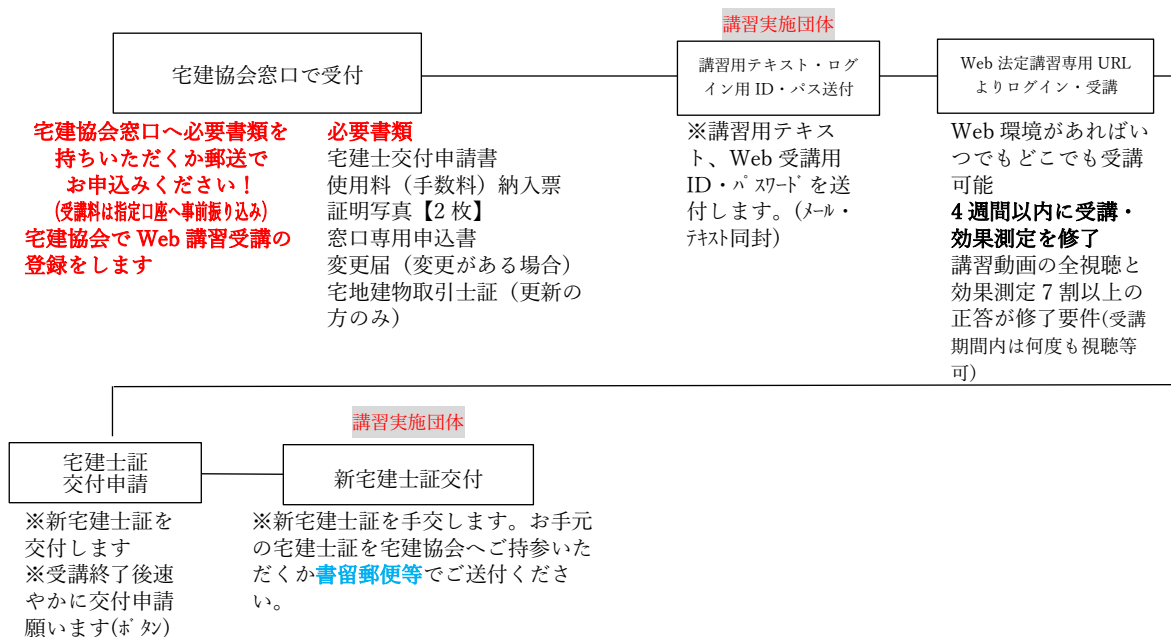 宅建協会窓口で受付
宅建協会窓口へ必要書類を
持ちいただくか郵送で
お申込みください！
(受講料は指定口座へ事前振り込み)
宅建協会で Web 講習受講の
登録をします
必要書類
宅建士交付申請書
使用料（手数料）納入票
証明写真【2 枚】
窓口専用申込書
変更届（変更がある場合）
宅地建物取引士証（更新の
方のみ）
講習実施団体
講習用テキスト・ログ
イン用 ID・パス送付
※講習用テキス
ト、Web 受講用
ID・ﾊﾟｽﾜｰﾄﾞを送
付します。(ﾒｰﾙ・
ﾃｷｽﾄ同封)
Web 法定講習専用 URL
よりログイン・受講
Web 環境があればい
つでもどこでも受講
可能
4 週間以内に受講・
効果測定を修了
講習動画の全視聴と
効果測定 7 割以上の
正答が修了要件(受講
期間内は何度も視聴等
可)
宅建士証
交付申請
※新宅建士証を
交付します
※受講終了後速
やかに交付申請
願います(ﾎﾞﾀﾝ)
講習実施団体
新宅建士証交付
※新宅建士証を手交します。お手元
の宅建士証を宅建協会へご持参いた
だくか書留郵便等でご送付くださ
い。